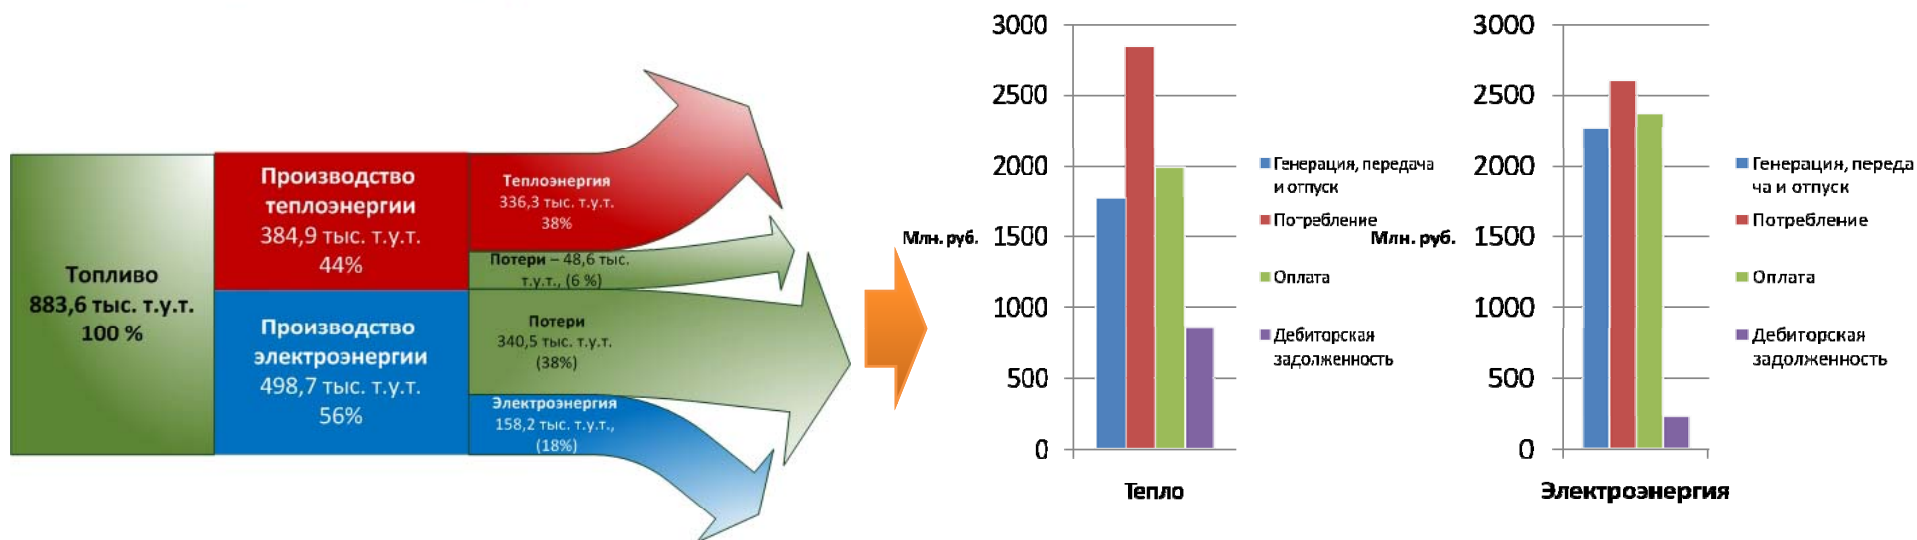 Топливо
883,6 тыс. т.у.т.
100 %
Производство
теплоэнергии
384,9 тыс. т.у.т.
44%
Производство
электроэнергии
498,7 тыс. т.у.т.
56%
Теплоэнергия
336,3 тыс. т.у.т.
38%
Потери – 48,6 тыс.
т.у.т., (6 %)
Потери
340,5 тыс. т.у.т.
(38%)
Электроэнергия
158,2 тыс. т.у.т.,
(18%)
Млн. руб.
3000
2500
2000
1500
1000
500
0
Тепло
Генерация, передача
и отпуск
Потребление
Оплата
Дебиторская
задолженность
Млн. руб.
3000
2500
2000
1500
1000
500
0
Электроэнергия
Генерация, переда
ча и отпуск
Потребление
Оплата
Дебиторская
задолженность